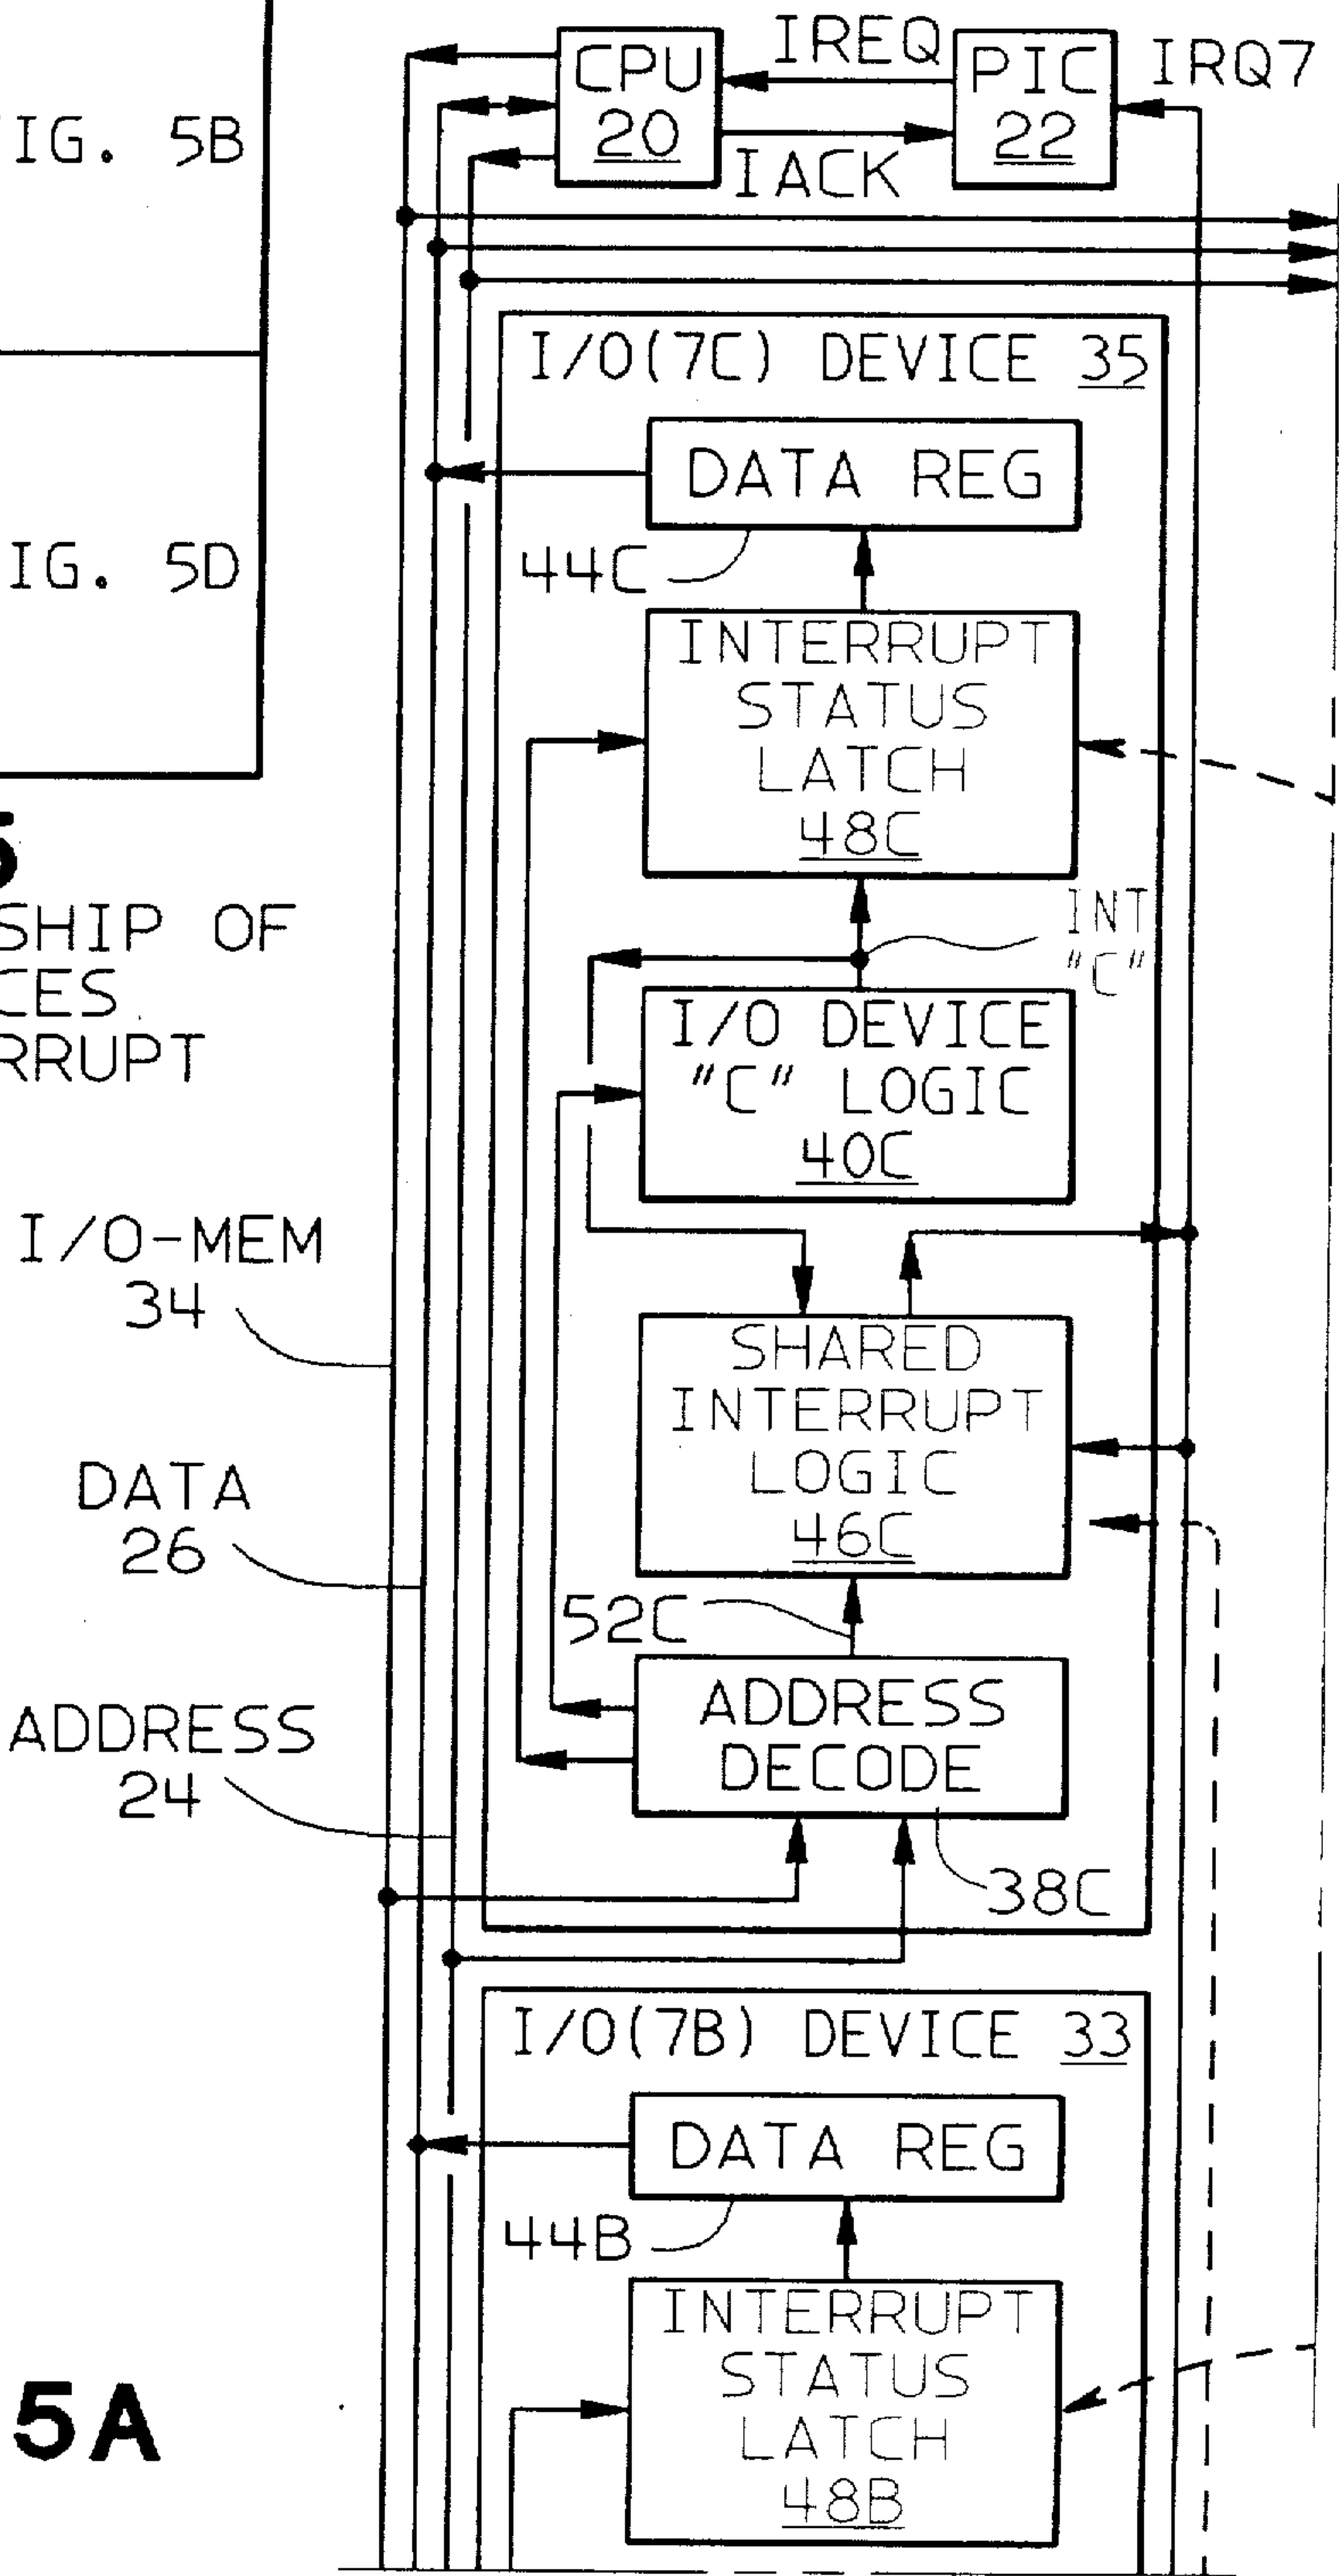 CPU
20
IREQ
IACK
PIC
22
IRQ7
IG. 5B
IG. 5D
5
SHIP OF
CES
RRUPT
I/O(7C) DEVICE 35
DATA REG
44C
INTERRUPT
STATUS
LATCH
48C
INT
"C"
I/O DEVICE
"C" LOGIC
40C
I/O-MEM
34
SHARED
INTERRUPT
LOGIC
46C
DATA
26
52C
ADDRESS
DECODE
ADDRESS
24
38C
I/O(7B) DEVICE 33
DATA REG
44B
INTERRUPT
STATUS
LATCH
48B
5A